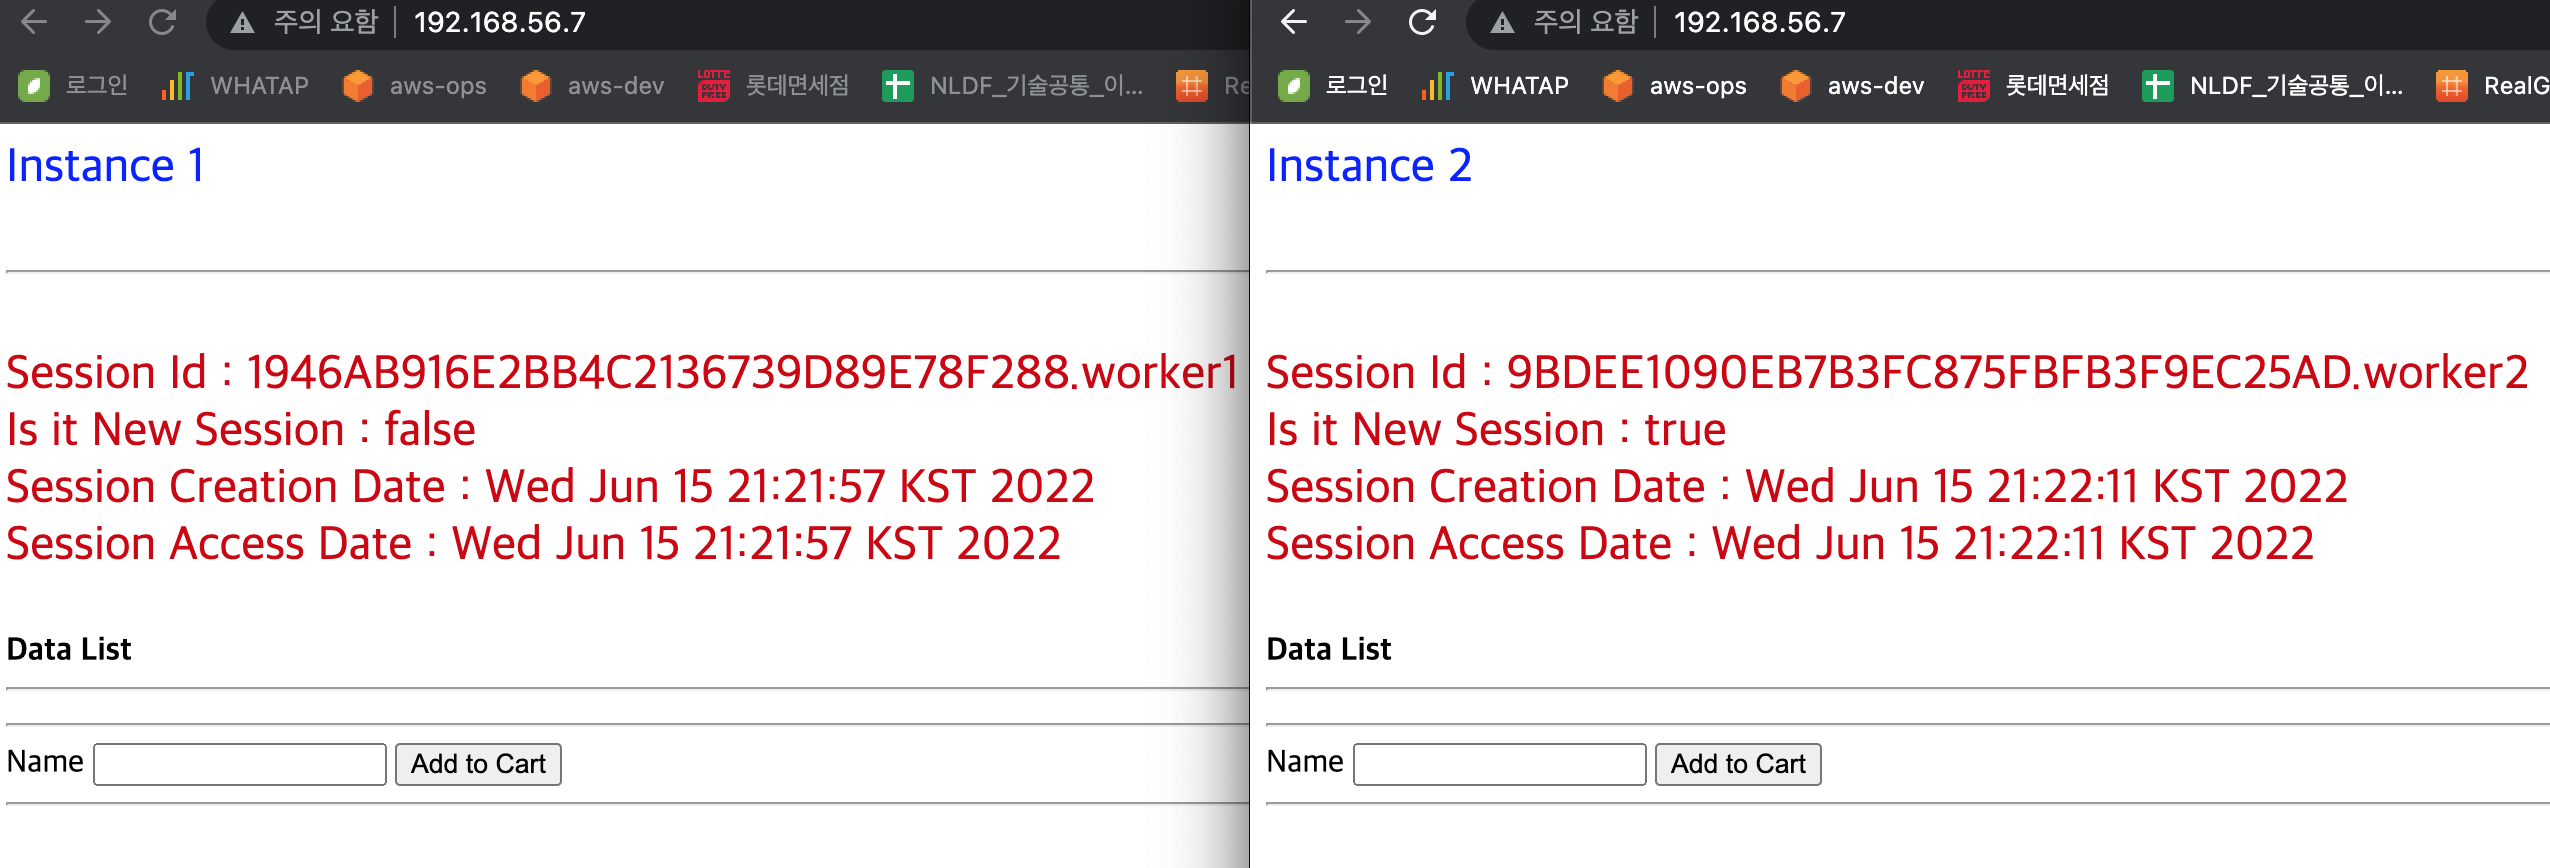 주의 요함 192.168.56.7
로그인 WHATAP aws-ops aws-dev LOTTE DUTY FREE 롯데면세점 NLDF_기술공통_이... Re
Instance 1
Session Id : 1946AB916E2BB4C2136739D89E78F288.worker1
Is it New Session : false
Session Creation Date : Wed Jun 15 21:21:57 KST 2022
Session Access Date : Wed Jun 15 21:21:57 KST 2022
Data List
Name Add to Cart
주의 요함 192.168.56.7
로그인 WHATAP aws-ops aws-dev LOTTE DUTY FREE 롯데면세점 NLDF_기술공통_이... RealG
Instance 2
Session Id : 9BDEE1090EB7B3FC875FBFB3F9EC25AD.worker2
Is it New Session : true
Session Creation Date : Wed Jun 15 21:22:11 KST 2022
Session Access Date : Wed Jun 15 21:22:11 KST 2022
Data List
Name Add to Cart